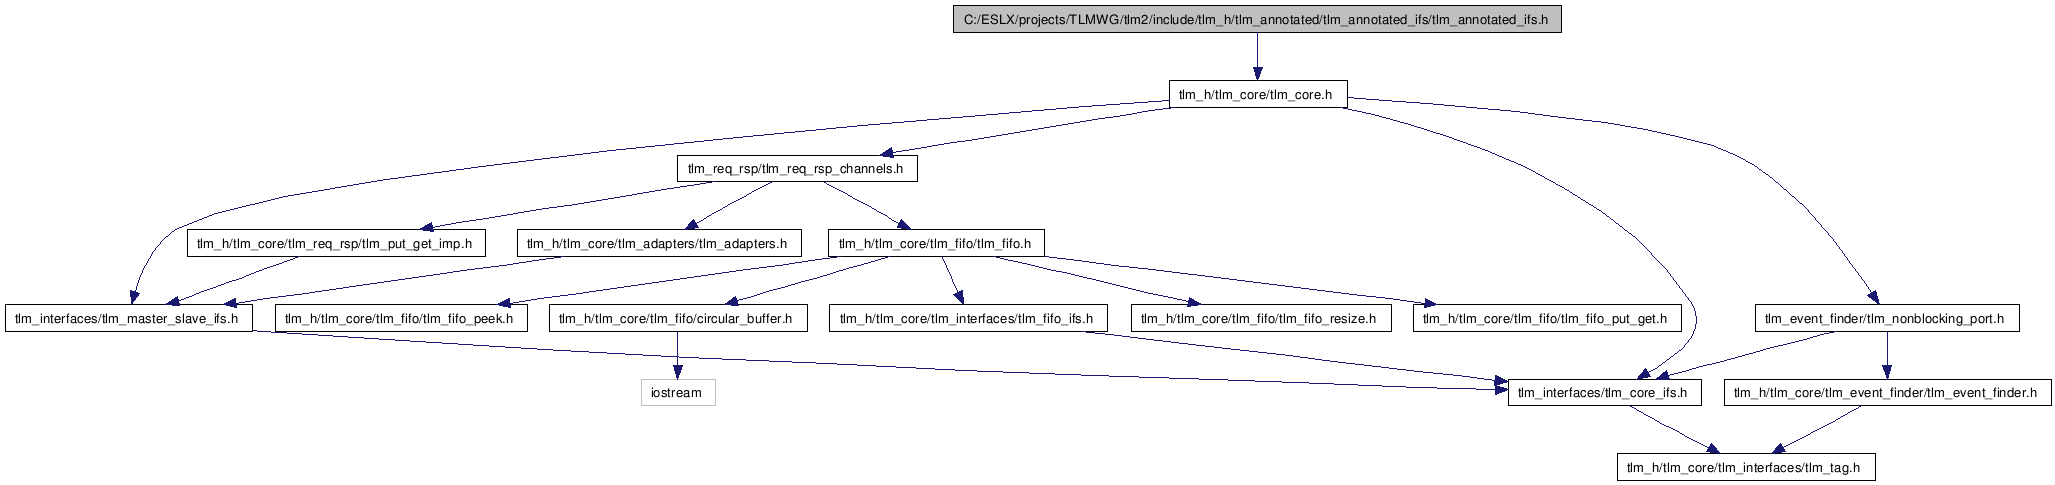 C:/ESLX/projects/TLMWG/tlm2/include/tlm_h/tlm_annotated/tlm_annotated_ifs/tlm_annotated_ifs.h
tlm_h/tlm_core/tlm_core.h
tlm_req_rsp/tlm_req_rsp_channels.h
tlm_h/tlm_core/tlm_req_rsp/tlm_put_get_imp.h
tlm_h/tlm_core/tlm_adapters/tlm_adapters.h
tlm_h/tlm_core/tlm_fifo/tlm_fifo.h
tlm_interfaces/tlm_master_slave_ifs.h
tlm_h/tlm_core/tlm_fifo/tlm_fifo_peek.h
tlm_h/tlm_core/tlm_fifo/circular_buffer.h
tlm_h/tlm_core/tlm_interfaces/tlm_fifo_ifs.h
tlm_h/tlm_core/tlm_fifo/tlm_fifo_resize.h
tlm_h/tlm_core/tlm_fifo/tlm_fifo_put_get.h
tlm_event_finder/tlm_nonblocking_port.h
iostream
tlm_interfaces/tlm_core_ifs.h
tlm_h/tlm_core/tlm_event_finder/tlm_event_finder.h
tlm_h/tlm_core/tlm_interfaces/tlm_tag.h